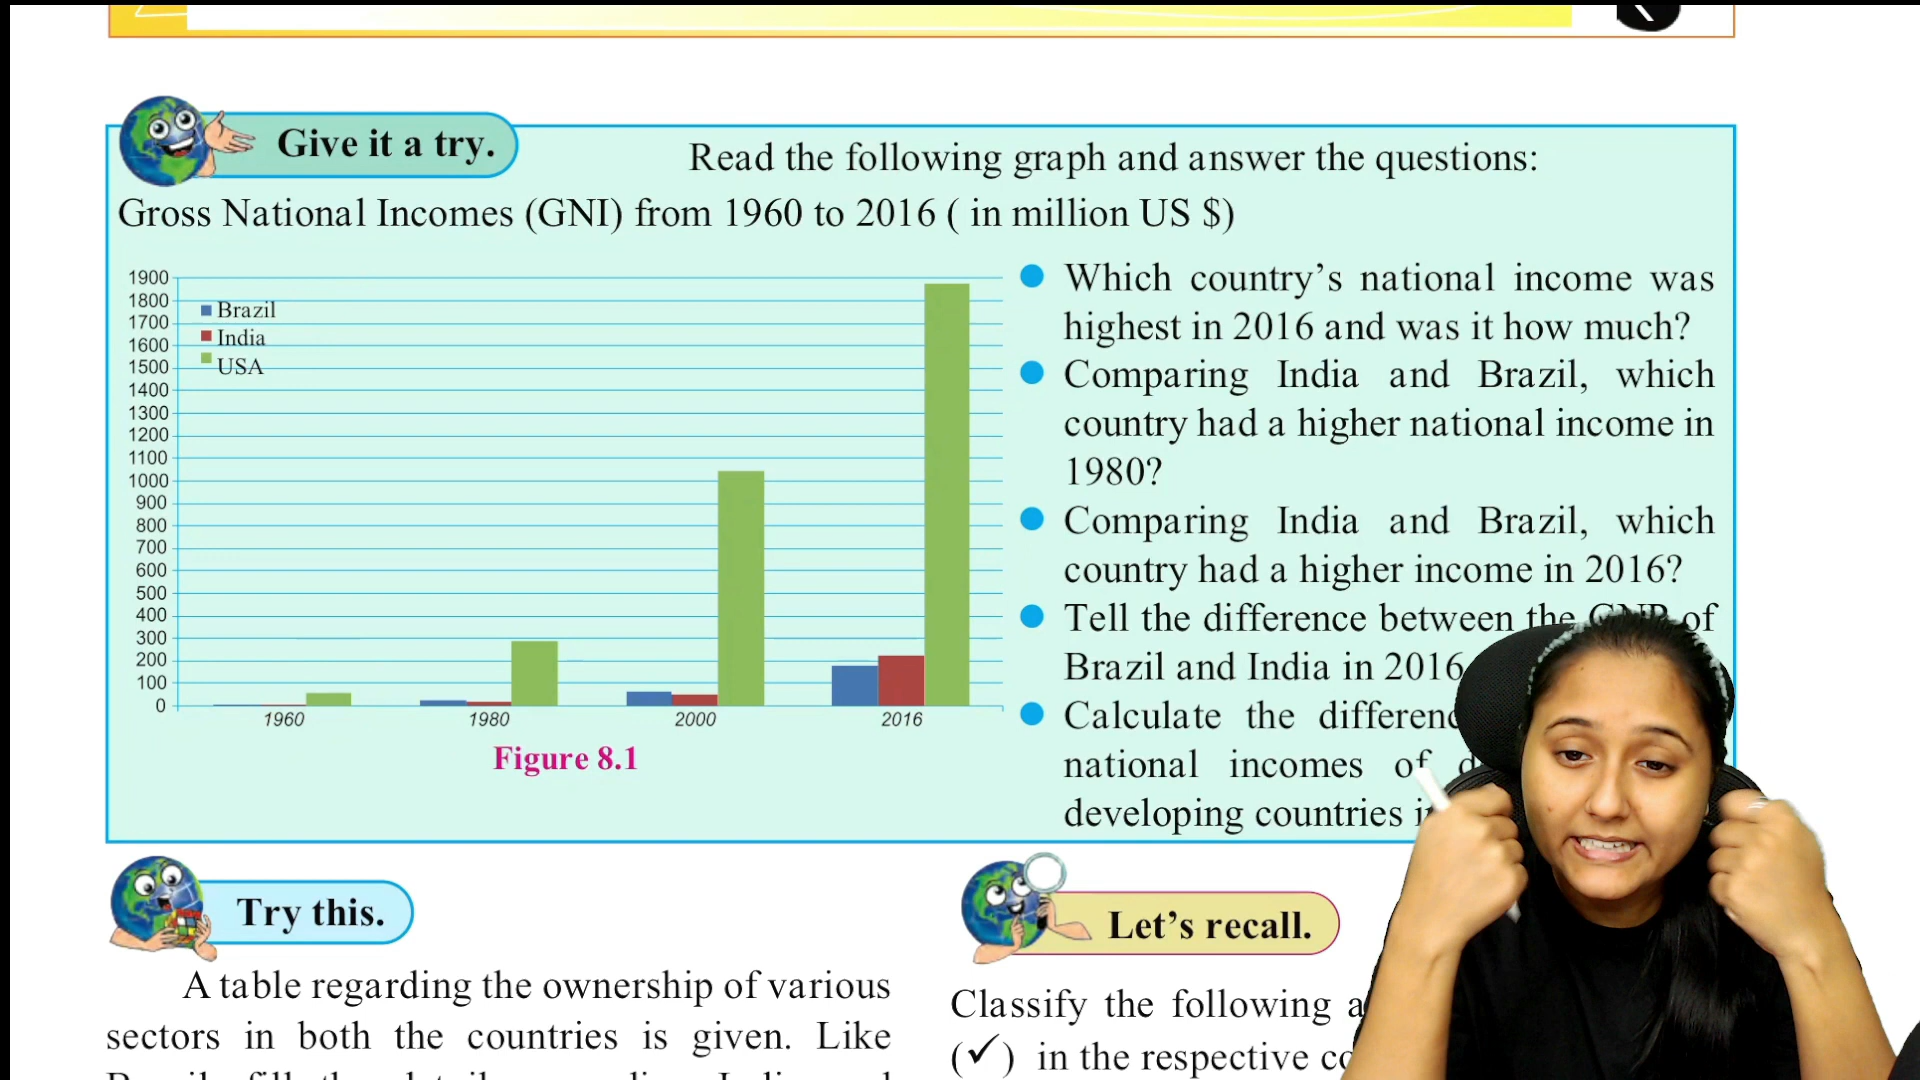 Give it a try.
Read the following graph and answer the questions:
Gross National Incomes (GNI) from 1960 to 2016 ( in million US $)
1900
1800
1700
1600
1500
1400
1300
1200
1100
1000
900
800
700
600
500
400
300
200
100
0
Brazil
India
USA
1960 1980 2000 2016
Figure 8.1
Which country’s national income was
highest in 2016 and was it how much?
Comparing India and Brazil, which
country had a higher national income in
1980?
Comparing India and Brazil, which
country had a higher income in 2016?
Tell the difference between the of
Brazil and India in 2016
Calculate the
national incomes of
developing countries
Try this.
A table regarding the ownership of various
sectors in both the countries is given. Like
Let’s recall.
Classify the following
(✓) in the respective